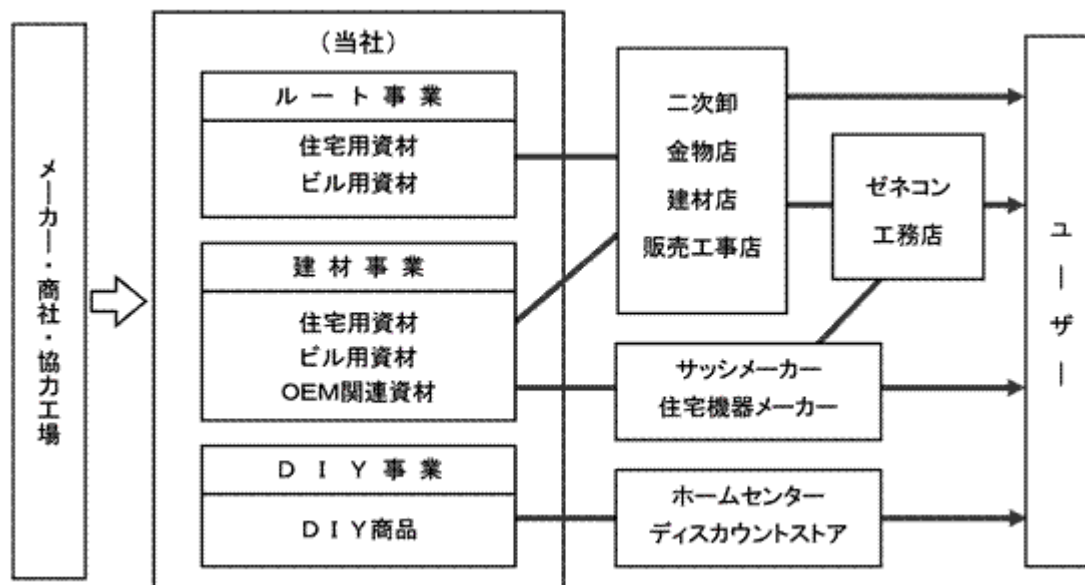 メーカー・商社・協力工場
（当社）
ルート事業
住宅用資材
ビル用資材
建材事業
住宅用資材
ビル用資材
OEM関連資材
ＤＩＹ事業
ＤＩＹ商品
二次卸
金物店
建材店
販売工事店
ゼネコン
工務店
サッシメーカー
住宅機器メーカー
ホームセンター
ディスカウントストア
ユーザー